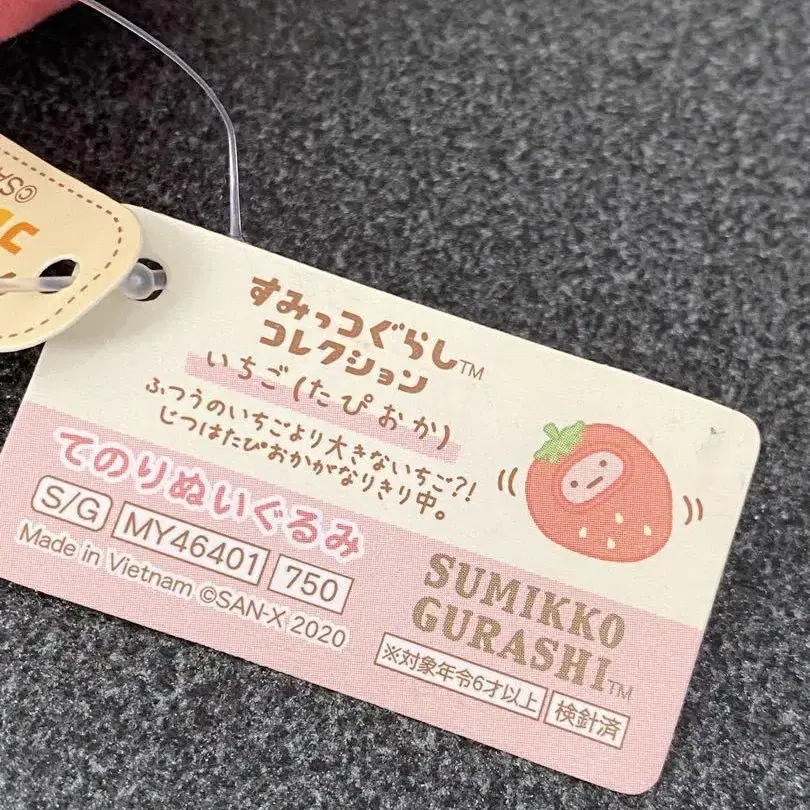 すみっコぐらし™
コレクション
いちご(たぴおか)
ふつうのいちごより大きないちご?!
じつはたぴおかがなりきり中。
てのりぬいぐるみ
S/G MY46401 750
Made in Vietnam ©SAN-X 2020
SUMIKKO
GURASHI™
※対象年令6才以上 検針済
©SA